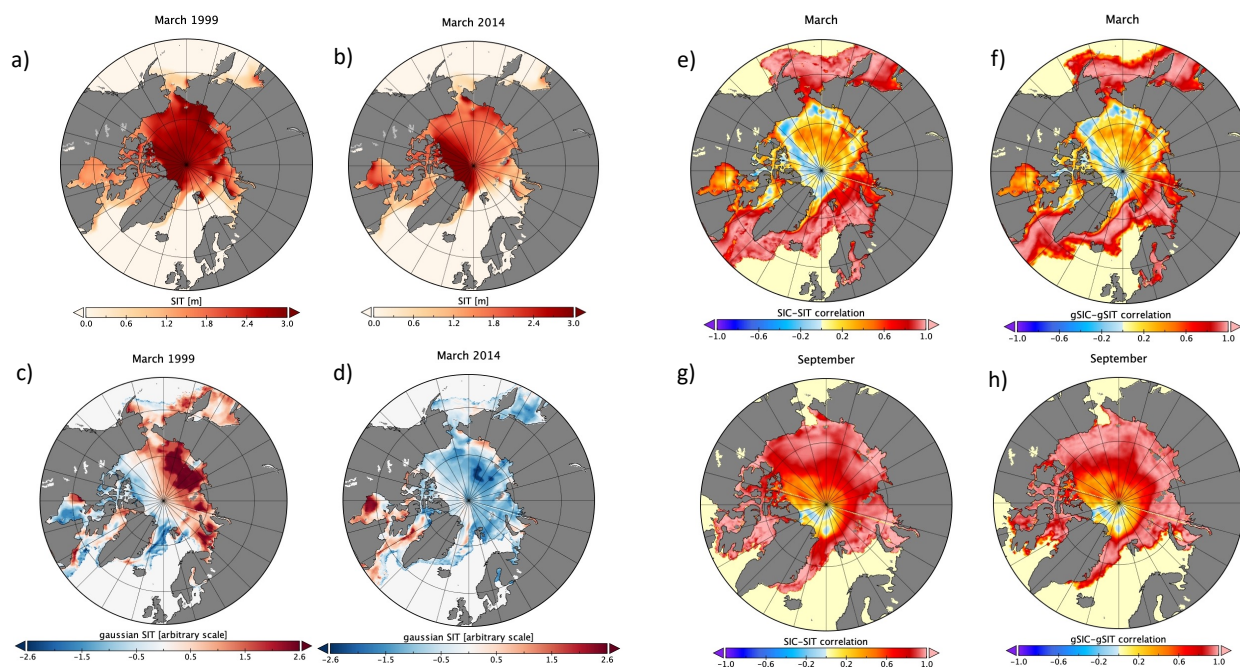 March 1999
March 2014
March
March
a)
b)
e)
f)
SIT [m]
0.0 0.6 1.2 1.8 2.4 3.0
SIT [m]
0.0 0.6 1.2 1.8 2.4 3.0
SIC-SIT correlation
−1.0 −0.6 −0.2 0.2 0.6 1.0
gSIC-gSIT correlation
−1.0 −0.6 −0.2 0.2 0.6 1.0
March 1999
March 2014
September
September
c)
d)
g)
h)
gaussian SIT [arbitrary scale]
−2.6 −1.5 −0.5 0.5 1.5 2.6
gaussian SIT [arbitrary scale]
−2.6 −1.5 −0.5 0.5 1.5 2.6
SIC-SIT correlation
−1.0 −0.6 −0.2 0.2 0.6 1.0
gSIC-gSIT correlation
−1.0 −0.6 −0.2 0.2 0.6 1.0